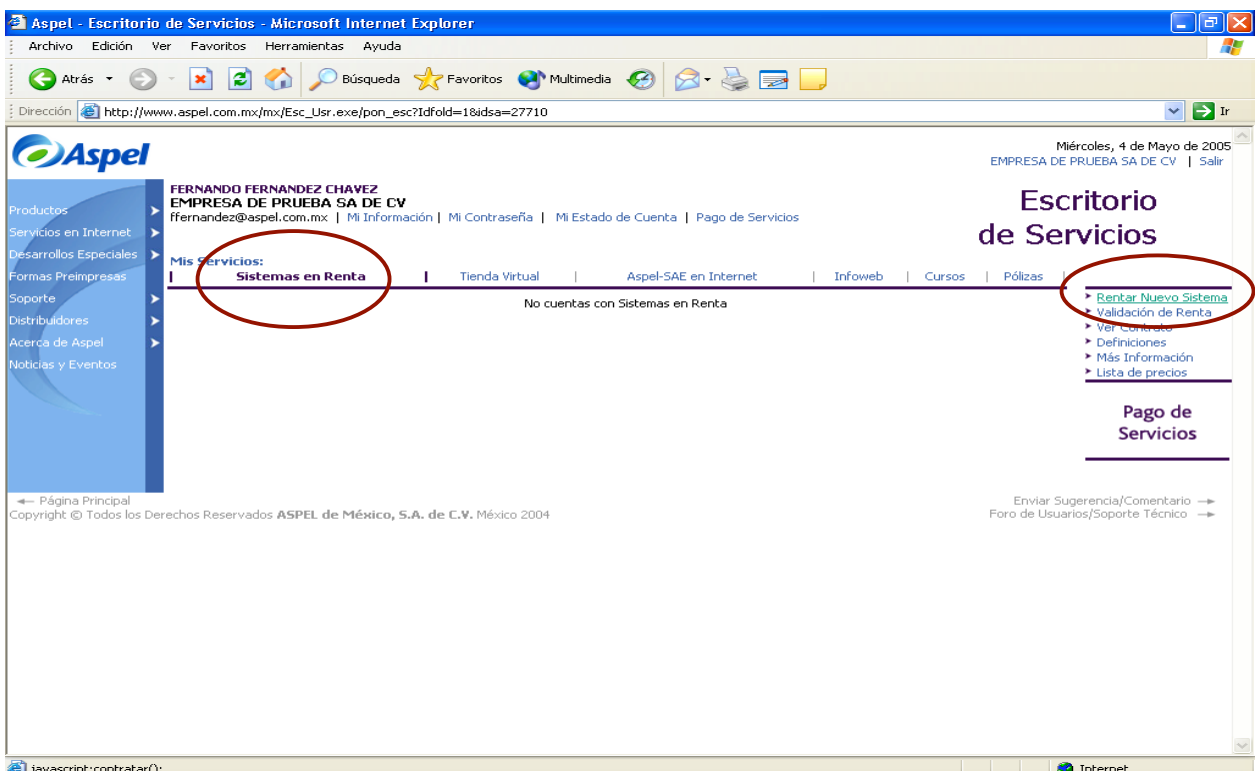 Aspel - Escritorio de Servicios - Microsoft Internet Explorer
Archivo Edición Ver Favoritos Herramientas Ayuda
Atrás Búsqueda Favoritos Multimedia
Dirección http://www.aspel.com.mx/mx/Esc_Usr.exe/pon_esc?Idfold=1&idsa=27710 Ir
Aspel
Miércoles, 4 de Mayo de 2005
EMPRESA DE PRUEBA SA DE CV | Salir
Productos
Servicios en Internet
Desarrollos Especiales
Formas Preimpresas
Soporte
Distribuidores
Acerca de Aspel
Noticias y Eventos
FERNANDO FERNANDEZ CHAVEZ
EMPRESA DE PRUEBA SA DE CV
ffernandez@aspel.com.mx | Mi Información | Mi Contraseña | Mi Estado de Cuenta | Pago de Servicios
Escritorio
de Servicios
Mis Servicios:
| Sistemas en Renta | Tienda Virtual | Aspel-SAE en Internet | Infoweb | Cursos | Pólizas |
No cuentas con Sistemas en Renta
Rentar Nuevo Sistema
Validación de Renta
Ver Contrato
Definiciones
Más Información
Lista de precios
Pago de
Servicios
Página Principal
Copyright © Todos los Derechos Reservados ASPEL de México, S.A. de C.V. México 2004
Enviar Sugerencia/Comentario
Foro de Usuarios/Soporte Técnico
javascript:contratar(); Internet